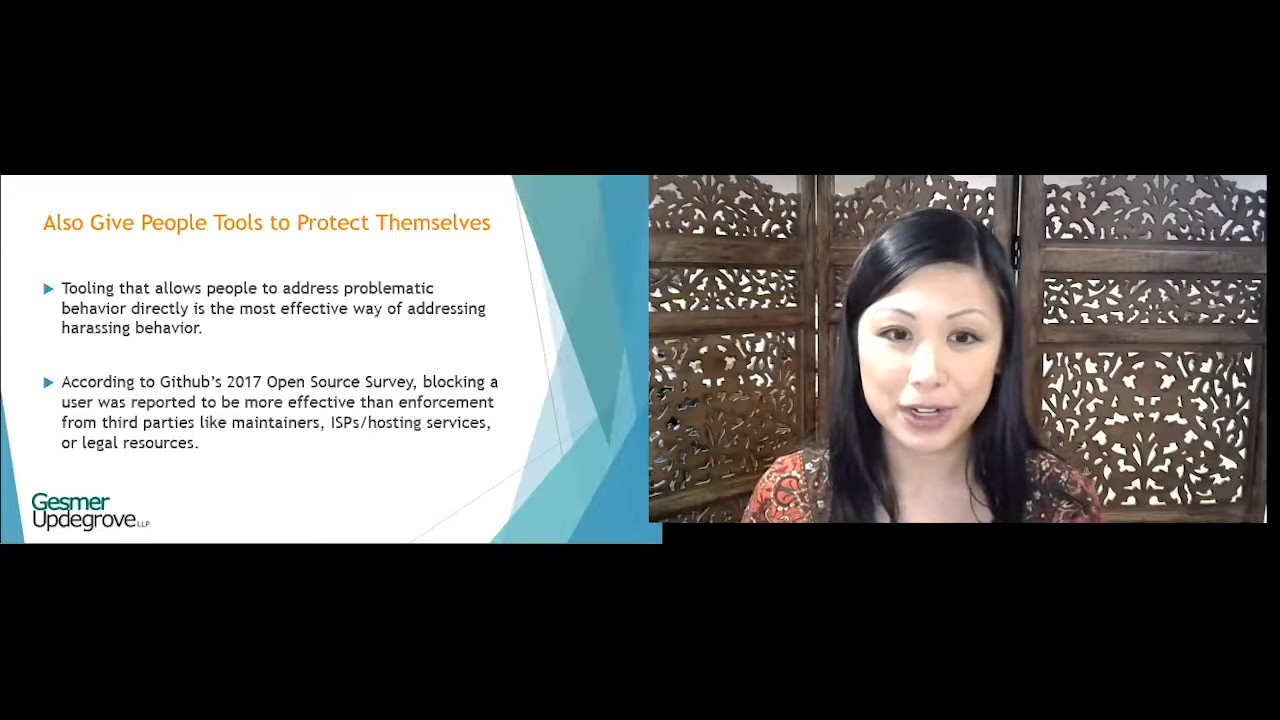 Also Give People Tools to Protect Themselves
Tooling that allows people to address problematic
behavior directly is the most effective way of addressing
harassing behavior.
According to Github's 2017 Open Source Survey, blocking a
user was reported to be more effective than enforcement
from third parties like maintainers, ISPs/hosting services,
or legal resources.
Gesmer
Updegrove LLP